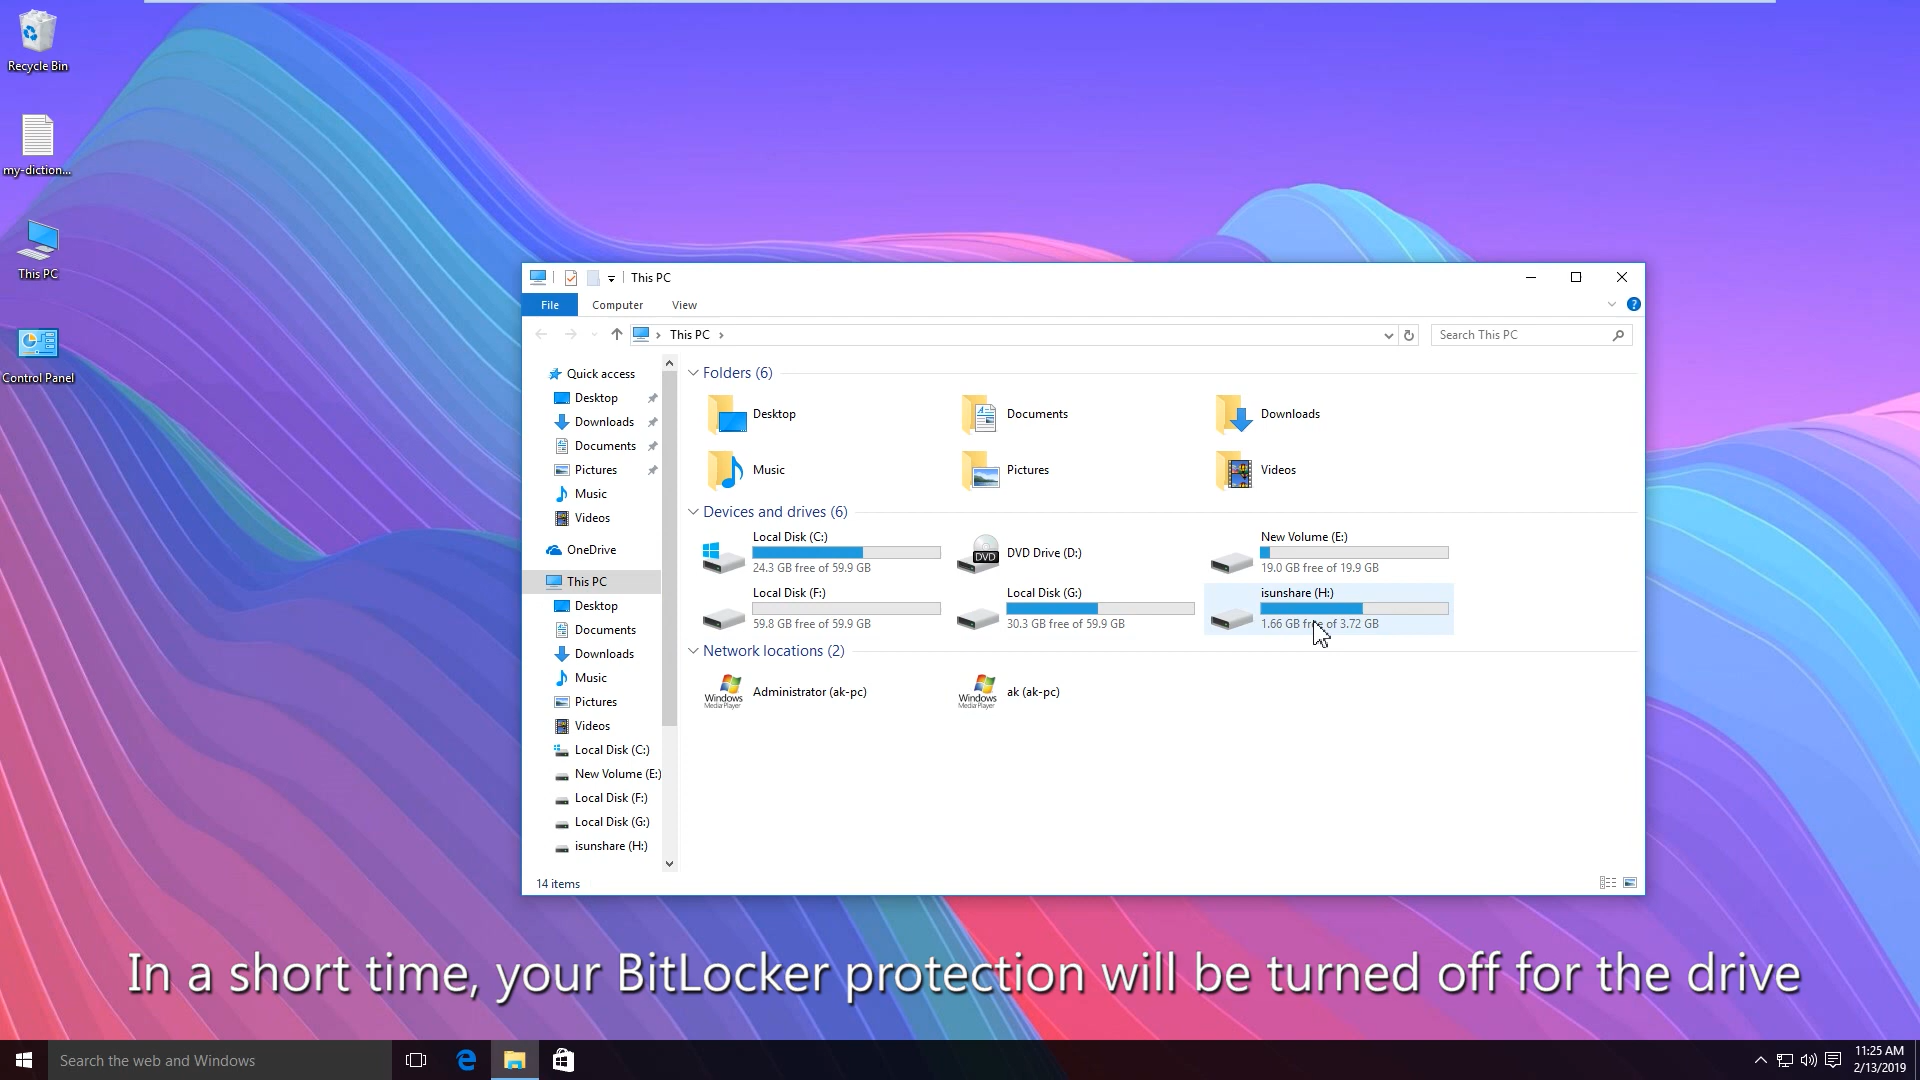 Recycle Bin
my-diction...
This PC
Control Panel
This PC
File Computer View
This PC
Search This PC
Quick access
Desktop
Downloads
Documents
Pictures
Music
Videos
OneDrive
This PC
Desktop
Documents
Downloads
Music
Pictures
Videos
Local Disk (C:)
New Volume (E:)
Local Disk (F:)
Local Disk (G:)
isunshare (H:)
Folders (6)
Desktop
Documents
Downloads
Music
Pictures
Videos
Devices and drives (6)
Local Disk (C:)
24.3 GB free of 59.9 GB
DVD
DVD Drive (D:)
New Volume (E:)
19.0 GB free of 19.9 GB
Local Disk (F:)
59.8 GB free of 59.9 GB
Local Disk (G:)
30.3 GB free of 59.9 GB
isunshare (H:)
1.66 GB free of 3.72 GB
Network locations (2)
Windows
Media Player
Administrator (ak-pc)
Windows
Media Player
ak (ak-pc)
14 items
In a short time, your BitLocker protection will be turned off for the drive
Search the web and Windows
11:25 AM
2/13/2019